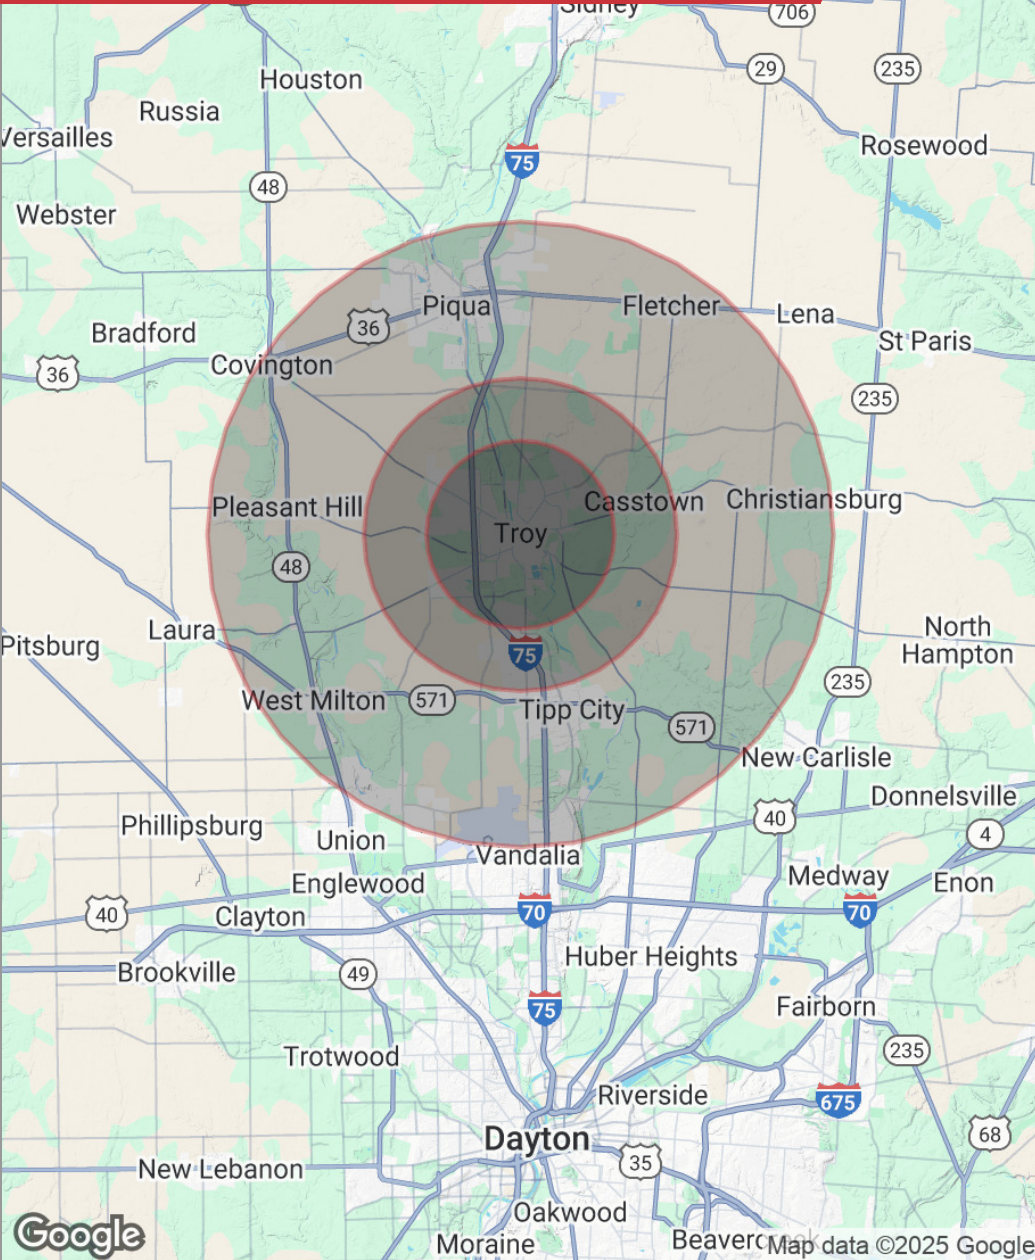 Sidney
706
Houston
29
235
Russia
Versailles
Rosewood
75
48
Webster
Piqua
Fletcher
Lena
36
Bradford
St Paris
Covington
36
235
Pleasant Hill
Casstown
Christiansburg
Troy
48
Laura
North
Hampton
Pitsburg
75
235
West Milton
571
Tipp City
571
New Carlisle
Donnelsville
40
Phillipsburg
4
Union
Vandalia
Medway
Englewood
Enon
40
Clayton
70
70
Huber Heights
Brookville
49
75
Fairborn
235
Trotwood
Riverside
675
Dayton
68
35
New Lebanon
Oakwood
Google
Moraine
Map data ©2025 Google